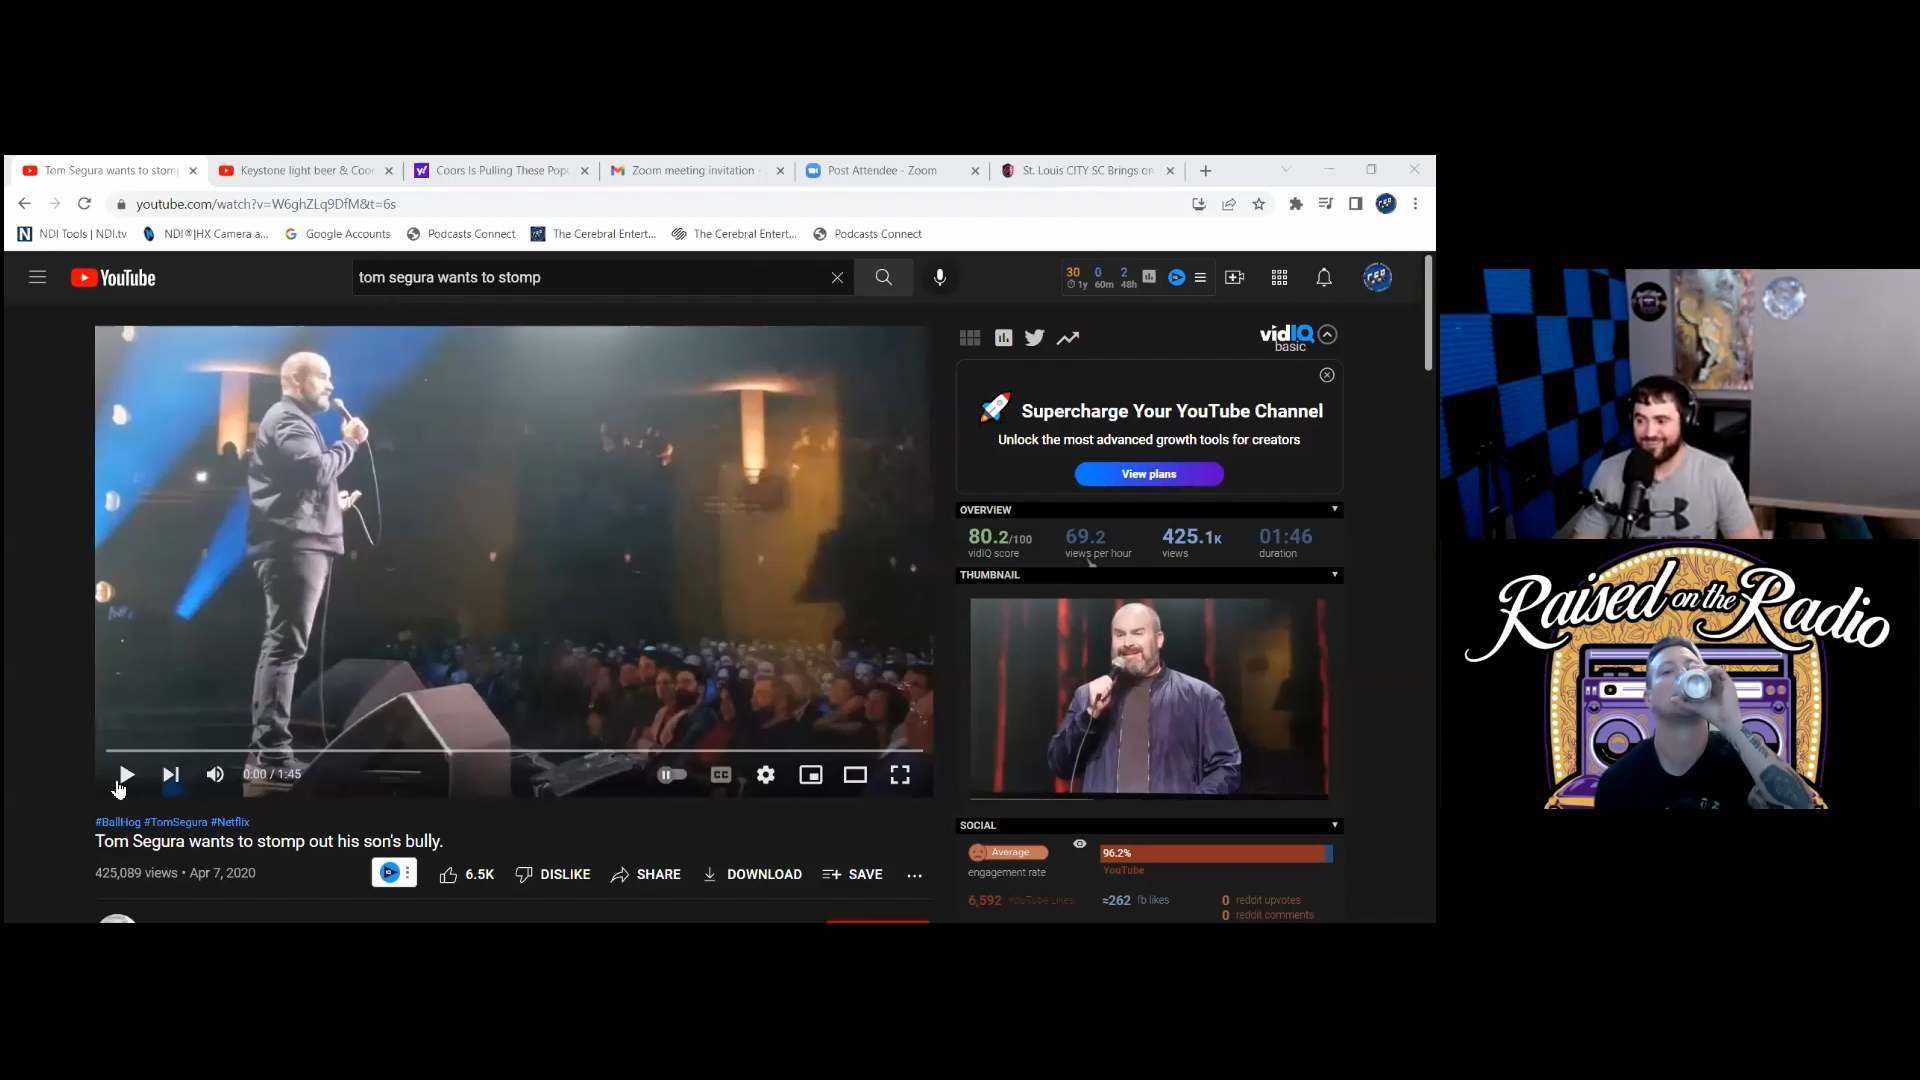 Tom Segura wants to stom
Keystone light beer & Coor
Coors Is Pulling These Popu
Zoom meeting invitation -
Post Attendee - Zoom
St. Louis CITY SC Brings on
youtube.com/watch?v=W6ghZLq9DfM&t=6s
NDI Tools | NDI.tv
NDI®|HX Camera a...
Google Accounts
Podcasts Connect
The Cerebral Entert...
The Cerebral Entert...
Podcasts Connect
YouTube
tom segura wants to stomp
30 0 2
1y 60m 48h
vidIQ
basic
Supercharge Your YouTube Channel
Unlock the most advanced growth tools for creators
View plans
OVERVIEW
80.2/100 69.2 425.1K 01:46
vidIQ score views per hour views duration
THUMBNAIL
0:00 / 1:45
CC
#BallHog #TomSegura #Netflix
Tom Segura wants to stomp out his son's bully.
425,089 views • Apr 7, 2020
6.5K DISLIKE SHARE DOWNLOAD SAVE
SOCIAL
Average
engagement rate
96.2%
YouTube
6,592 YouTube Likes
≈262 fb likes
0 reddit upvotes
0 reddit comments
Raised on the Radio